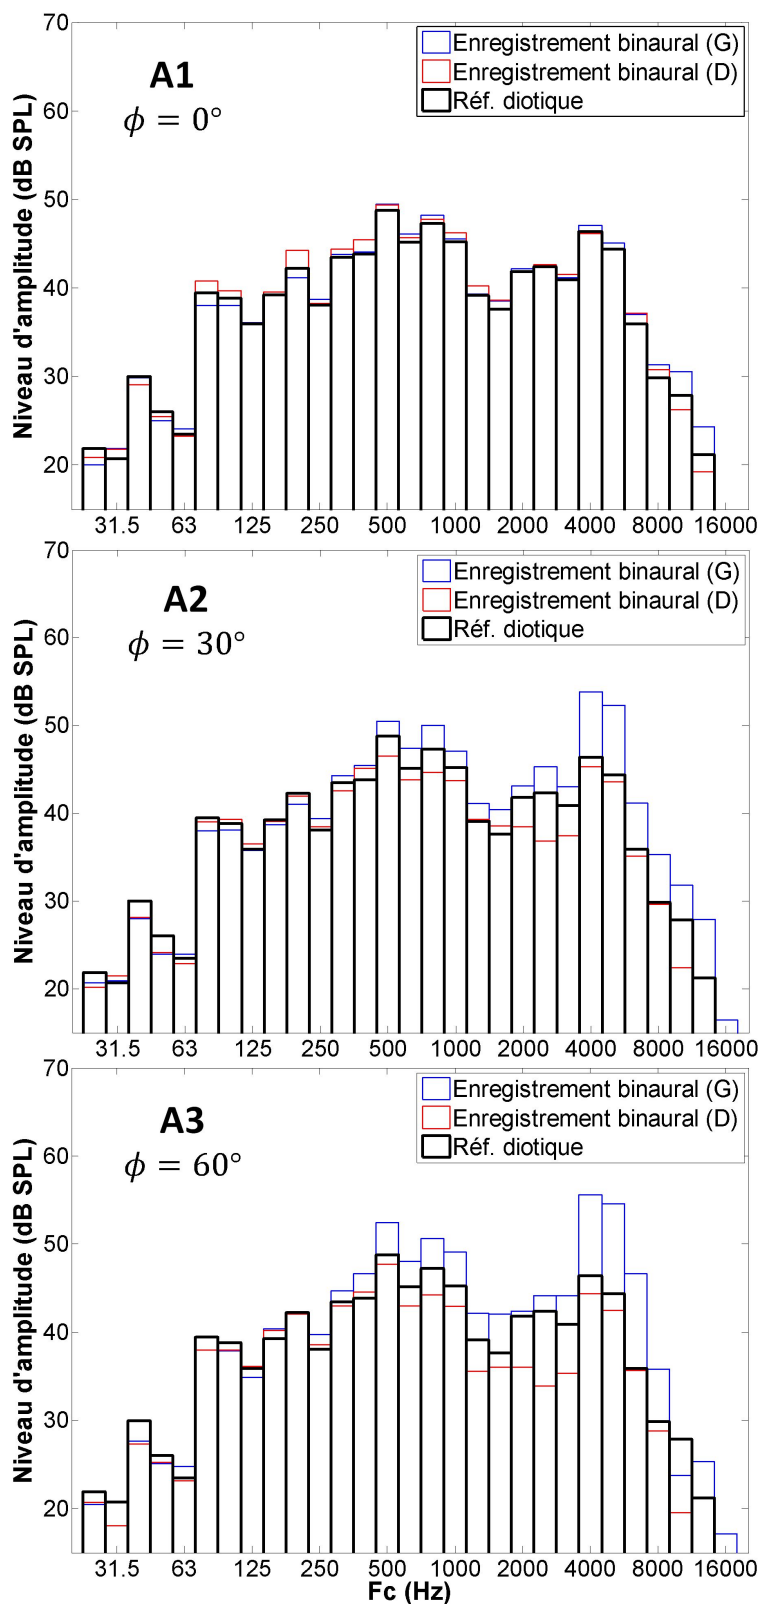 70
60
50
40
30
20
Niveau d'amplitude (dB SPL)
A1
ϕ = 0°
Enregistrement binaural (G)
Enregistrement binaural (D)
Réf. diotique
31.5 63 125 250 500 1000 2000 4000 8000 16000
70
60
50
40
30
20
Niveau d'amplitude (dB SPL)
A2
ϕ = 30°
Enregistrement binaural (G)
Enregistrement binaural (D)
Réf. diotique
31.5 63 125 250 500 1000 2000 4000 8000 16000
70
60
50
40
30
20
Niveau d'amplitude (dB SPL)
A3
ϕ = 60°
Enregistrement binaural (G)
Enregistrement binaural (D)
Réf. diotique
31.5 63 125 250 500 1000 2000 4000 8000 16000
Fc (Hz)